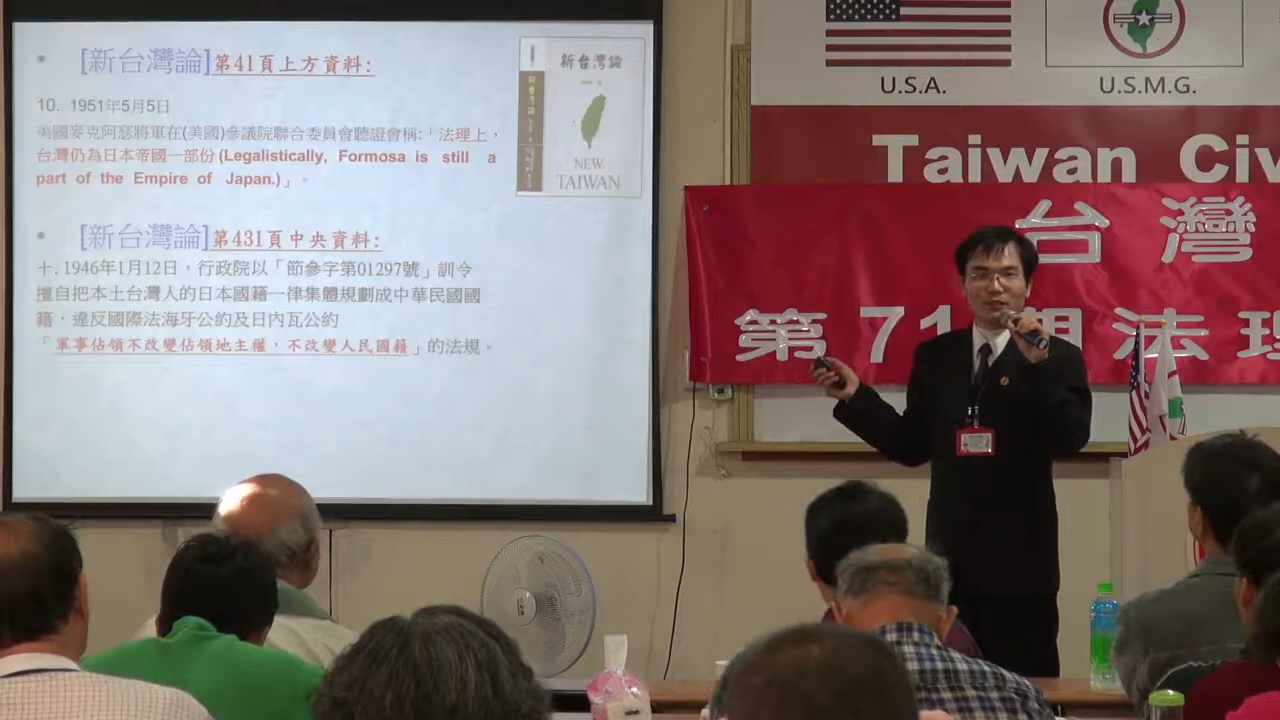 • [新台灣論]第41頁上方資料:
10. 1951年5月5日
美國麥克阿瑟將軍在(美國)參議院聯合委員會聽證會稱:「法理上，
台灣仍為日本帝國一部份(Legalistically, Formosa is still a
part of the Empire of Japan.)」。
• [新台灣論]第431頁中央資料:
十. 1946年1月12日，行政院以「節參字第01297號」訓令
擅自把本土台灣人的日本國籍一律集體規劃成中華民國國
籍，違反國際法海牙公約及日內瓦公約
「軍事佔領不改變佔領地主權，不改變人民國籍」的法規。
新台灣論
新台灣論
NEW
TAIWAN
U.S.A.
U.S.M.G.
Taiwan Civ
台灣
第71期法理